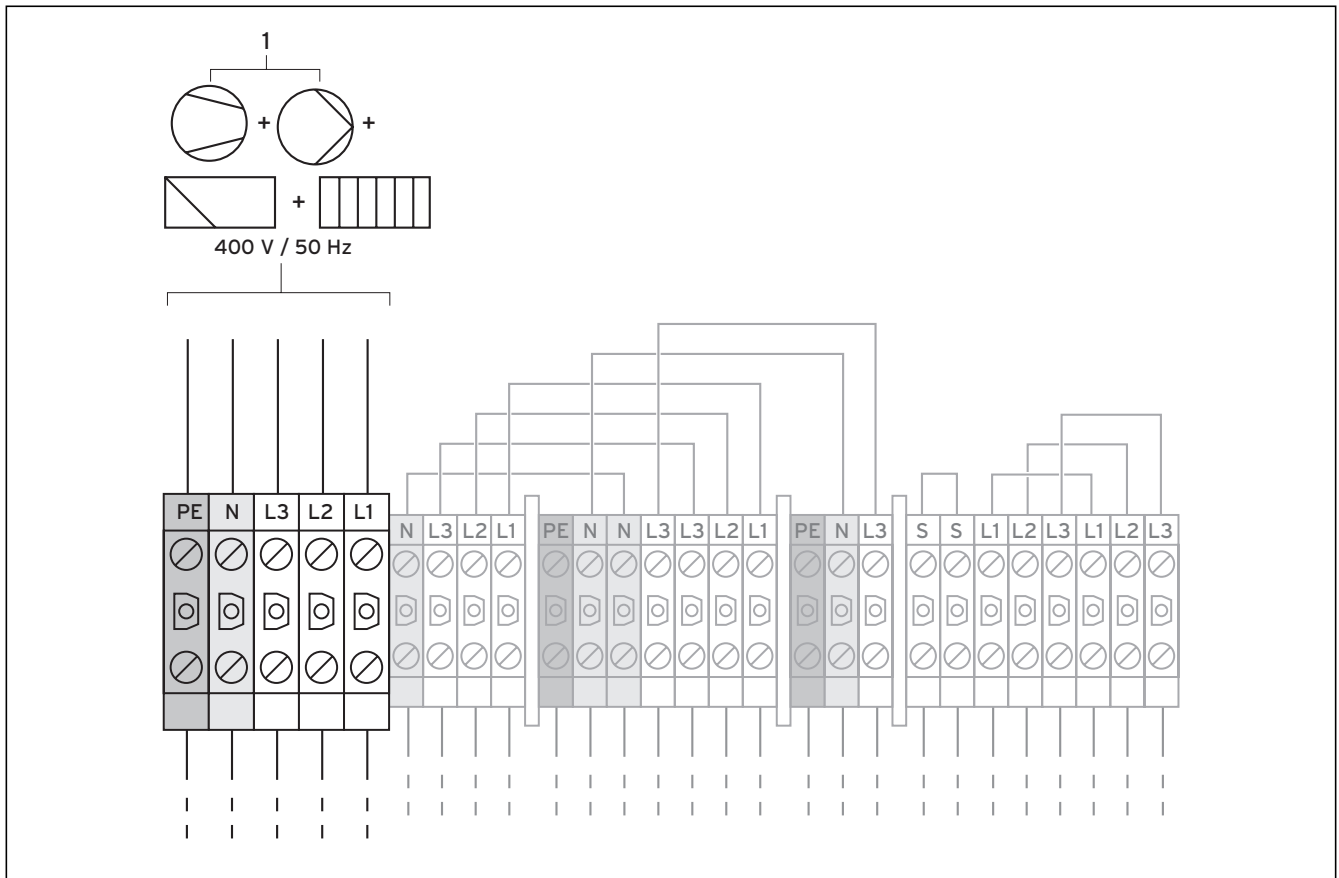 1
+ +
+
400 V / 50 Hz
PE N L3 L2 L1
N L3 L2 L1 PE N N L3 L3 L2 L1 PE N L3 S S L1 L2 L3 L1 L2 L3